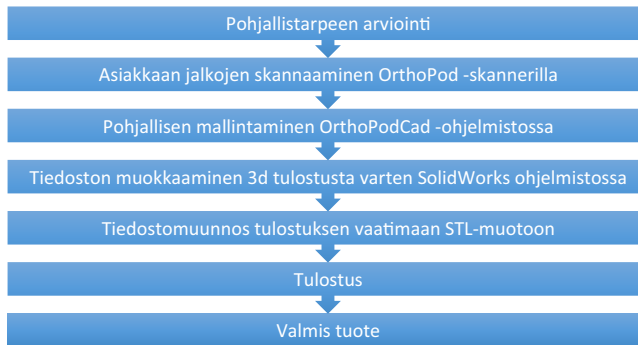 Pohjallistarpeen arviointi
Asiakkaan jalkojen skannaaminen OrthoPod -skannerilla
Pohjallisen mallintaminen OrthoPodCad -ohjelmistossa
Tiedoston muokkaaminen 3d tulostusta varten SolidWorks ohjelmistossa
Tiedostomuunnos tulostuksen vaatimaan STL-muotoon
Tulostus
Valmis tuote